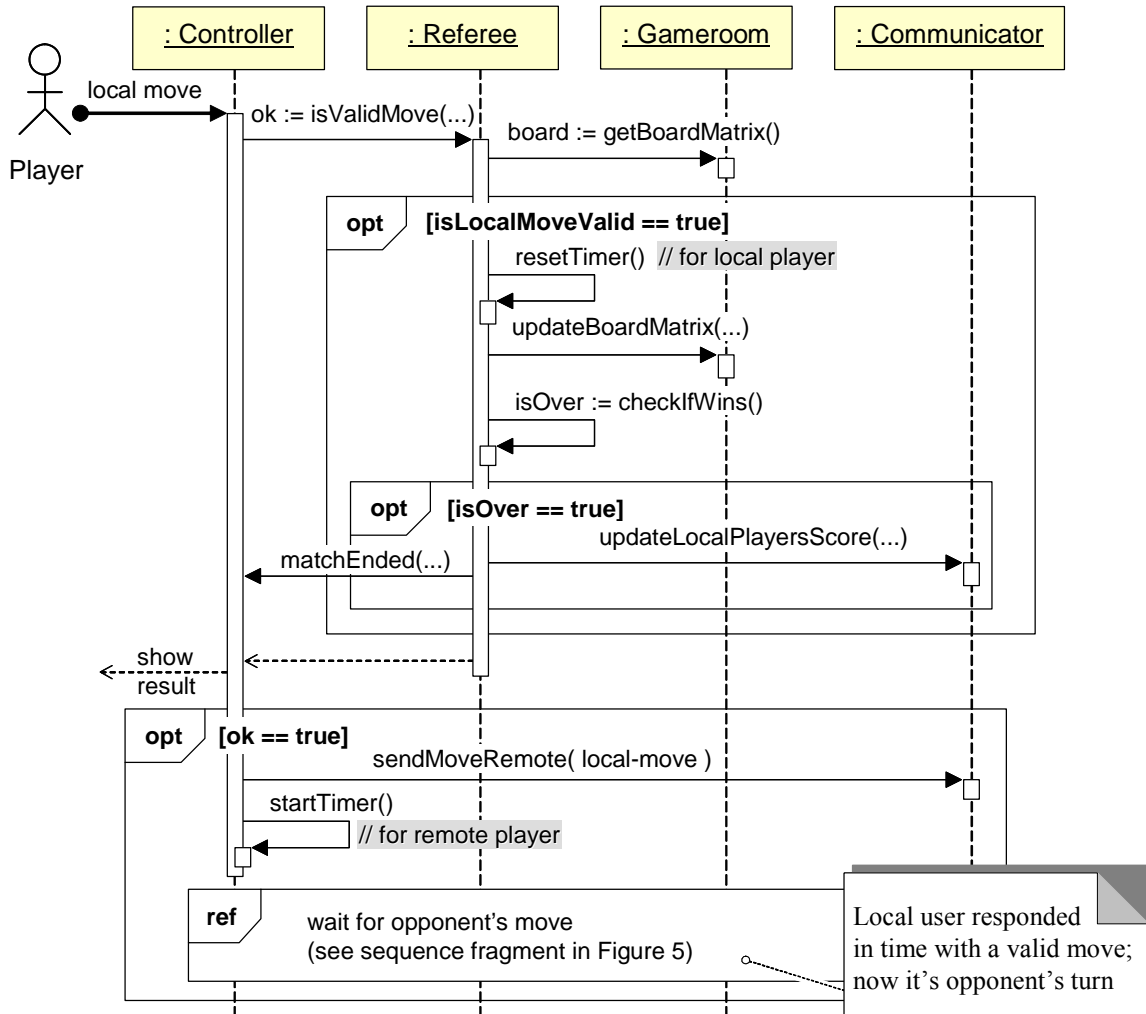 : Controller
: Referee
: Gameroom
: Communicator
Player
local move
ok := isValidMove(...)
board := getBoardMatrix()
opt
[isLocalMoveValid == true]
resetTimer() // for local player
updateBoardMatrix(...)
isOver := checkIfWins()
opt
[isOver == true]
updateLocalPlayersScore(...)
matchEnded(...)
show
result
opt
[ok == true]
sendMoveRemote( local-move )
startTimer()
// for remote player
ref
wait for opponent's move
(see sequence fragment in Figure 5)
Local user responded
in time with a valid move;
now it's opponent's turn